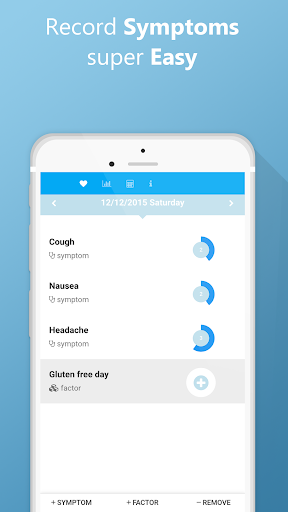 Record Symptoms
super Easy
12/12/2015 Saturday
Cough
symptom
Nausea
symptom
Headache
symptom
Gluten free day
factor
+ SYMPTOM + FACTOR − REMOVE